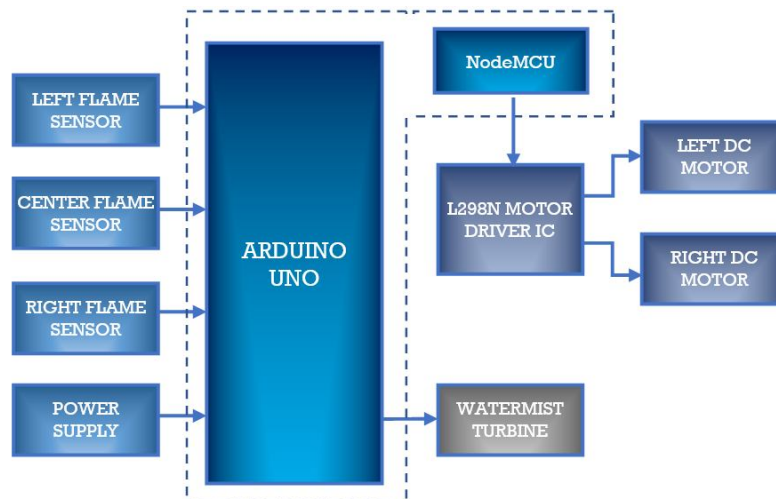 LEFT FLAME
SENSOR
CENTER FLAME
SENSOR
RIGHT FLAME
SENSOR
POWER
SUPPLY
ARDUINO
UNO
NodeMCU
L298N MOTOR
DRIVER IC
LEFT DC
MOTOR
RIGHT DC
MOTOR
WATERMIST
TURBINE